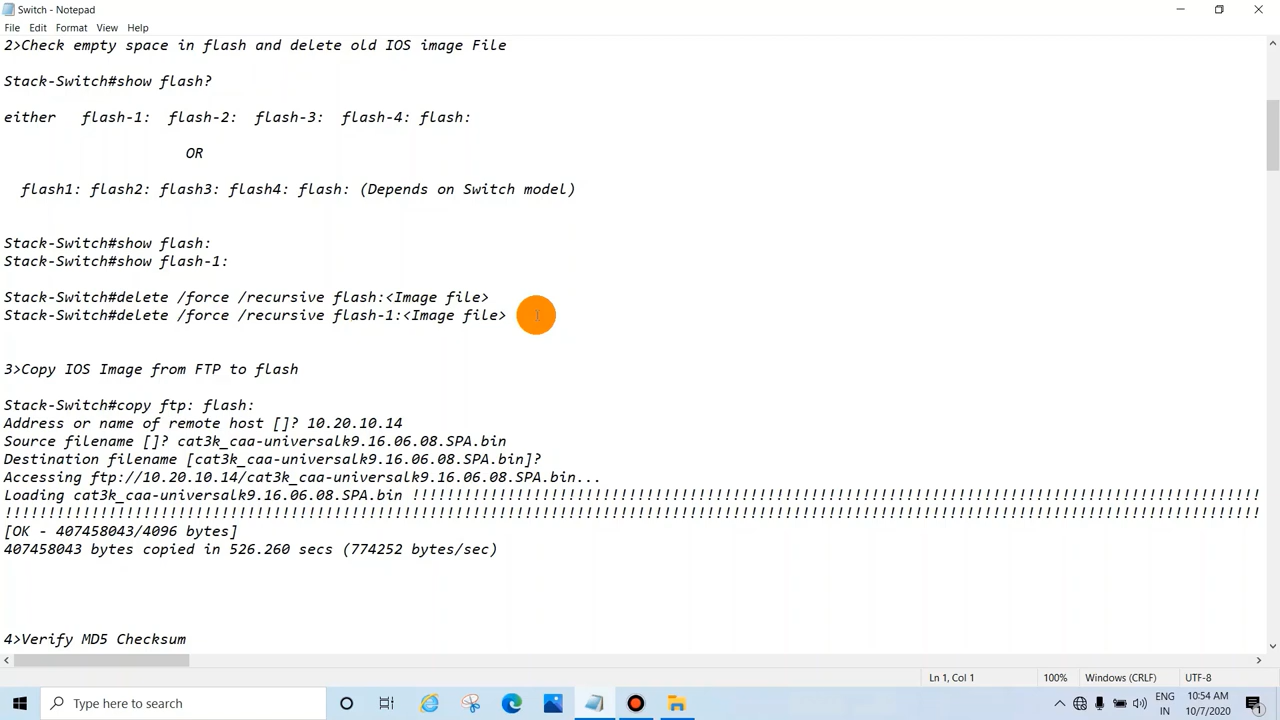 Switch - Notepad
File Edit Format View Help
2>Check empty space in flash and delete old IOS image File
Stack-Switch#show flash?
either flash-1: flash-2: flash-3: flash-4: flash:
OR
flash1: flash2: flash3: flash4: flash: (Depends on Switch model)
Stack-Switch#show flash:
Stack-Switch#show flash-1:
Stack-Switch#delete /force /recursive flash:<Image file>
Stack-Switch#delete /force /recursive flash-1:<Image file>
3>Copy IOS Image from FTP to flash
Stack-Switch#copy ftp: flash:
Address or name of remote host []? 10.20.10.14
Source filename []? cat3k_caa-universalk9.16.06.08.SPA.bin
Destination filename [cat3k_caa-universalk9.16.06.08.SPA.bin]?
Accessing ftp://10.20.10.14/cat3k_caa-universalk9.16.06.08.SPA.bin...
Loading cat3k_caa-universalk9.16.06.08.SPA.bin !!!!!!!!!!!!!!!!!!!!!!!!!!!!!!!!!!!!!!!!!!!!!!!!!!!!!!!!!!!!!!!!!!!!!!!!!!!!!!!!!!!!!!!!!!!!!!!!!!
!!!!!!!!!!!!!!!!!!!!!!!!!!!!!!!!!!!!!!!!!!!!!!!!!!!!!!!!!!!!!!!!!!!!!!!!!!!!!!!!!!!!!!!!!!!!!!!!!!!!!!!!!!!!!!!!!!!!!!!!!!!!!!!!!!!!!!!!!!!!!!!!!
[OK - 407458043/4096 bytes]
407458043 bytes copied in 526.260 secs (774252 bytes/sec)
4>Verify MD5 Checksum
Ln 1, Col 1 100% Windows (CRLF) UTF-8
Type here to search
ENG
IN
10:54 AM
10/7/2020
1